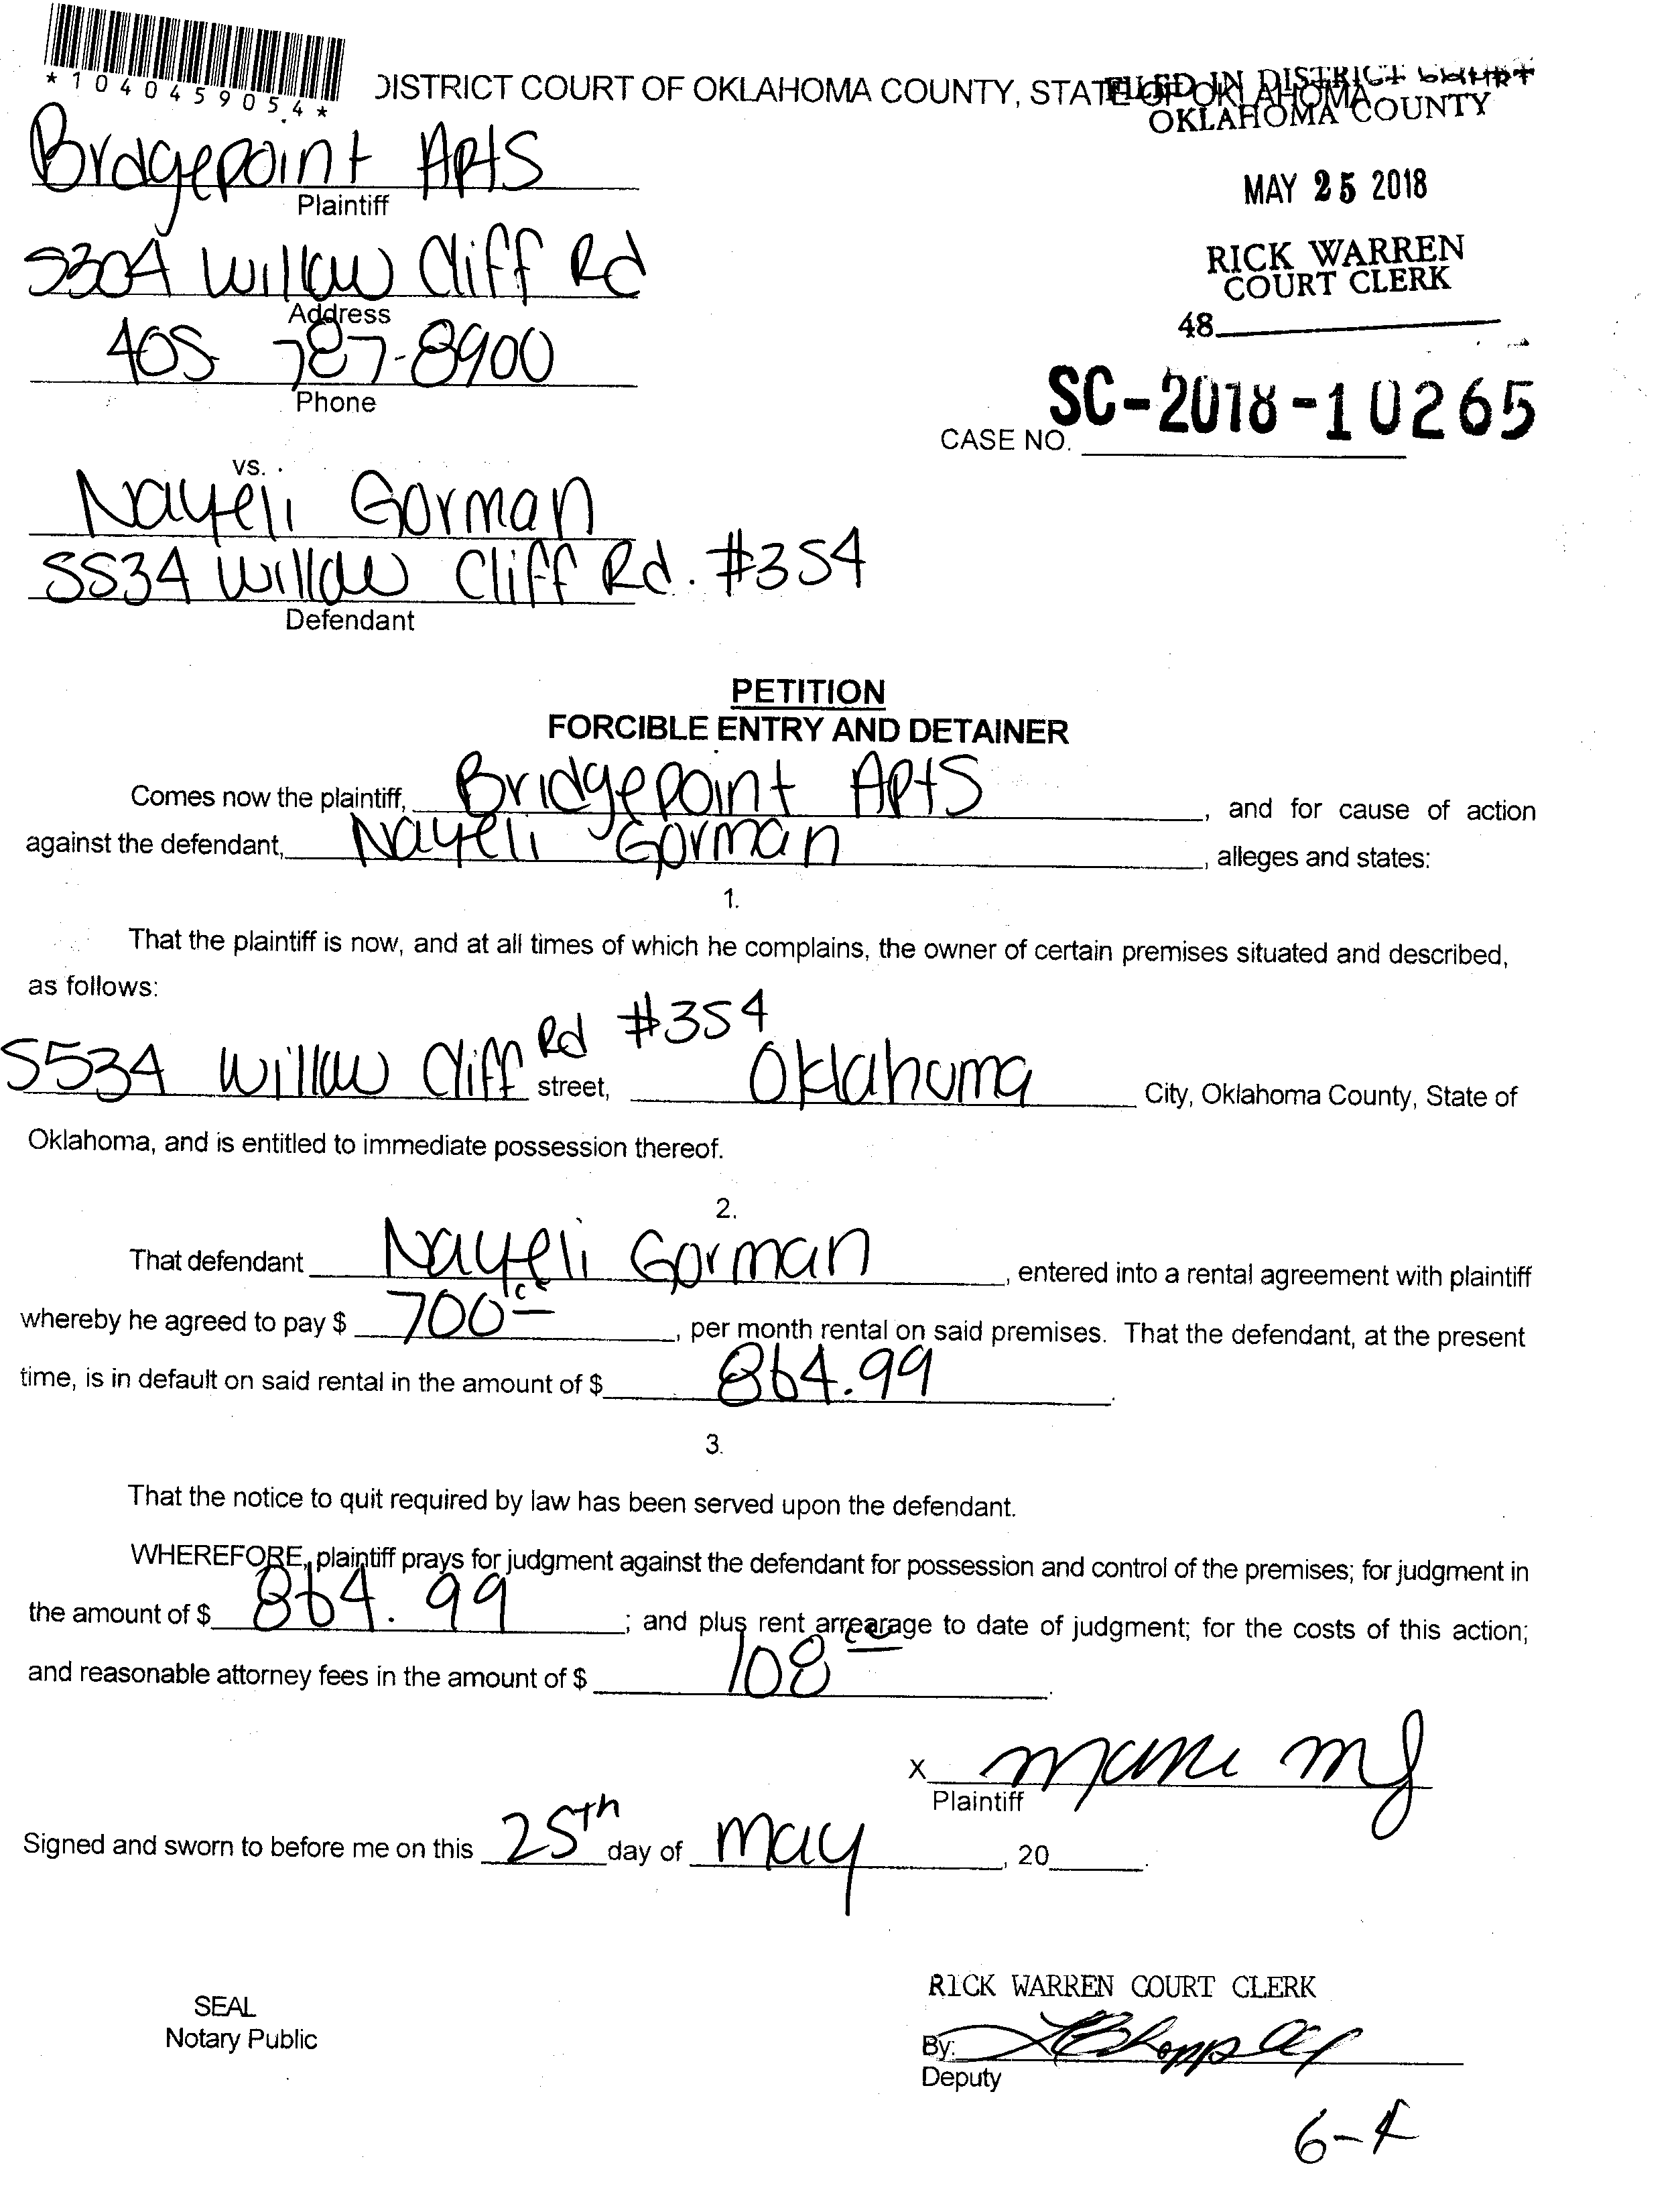 *1040459054*
DISTRICT COURT OF OKLAHOMA COUNTY, STATE OF OKLAHOMA
FILED IN DISTRICT COURT
OKLAHOMA COUNTY
MAY 25 2018
RICK WARREN
COURT CLERK
48
SC-2018-10265
CASE NO.
Brdgepoint Apts
Plaintiff
5304 Willow Cliff Rd
Address
405 787-8900
Phone
vs.
Nayeli Gorman
5534 Willow Cliff Rd. #354
Defendant
PETITION
FORCIBLE ENTRY AND DETAINER
Comes now the plaintiff, Bridgepoint Apts, and for cause of action
against the defendant, Nayeli Gorman, alleges and states:
1.
That the plaintiff is now, and at all times of which he complains, the owner of certain premises situated and described,
as follows:
5534 Willow Cliff Rd #354 street, Oklahoma City, Oklahoma County, State of
Oklahoma, and is entitled to immediate possession thereof.
2.
That defendant Nayeli Gorman, entered into a rental agreement with plaintiff
whereby he agreed to pay $ 700, per month rental on said premises. That the defendant, at the present
time, is in default on said rental in the amount of $ 864.99.
3.
That the notice to quit required by law has been served upon the defendant.
WHEREFORE, plaintiff prays for judgment against the defendant for possession and control of the premises; for judgment in
the amount of $ 864.99; and plus rent arrearage to date of judgment; for the costs of this action;
and reasonable attorney fees in the amount of $ 108.
X
Plaintiff
Signed and sworn to before me on this 25th day of May, 20.
SEAL
Notary Public
RICK WARREN COURT CLERK
By:
Deputy
6-4